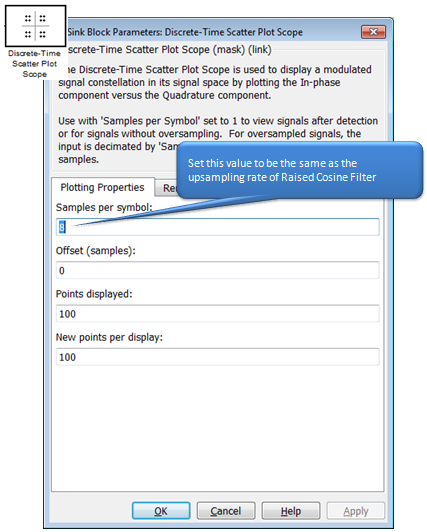 Discrete-Time
Scatter Plot
Scope
Sink Block Parameters: Discrete-Time Scatter Plot Scope
Discrete-Time Scatter Plot Scope (mask) (link)
The Discrete-Time Scatter Plot Scope is used to display a modulated
signal constellation in its signal space by plotting the In-phase
component versus the Quadrature component.
Use with 'Samples per Symbol' set to 1 to view signals after detection
or for signals without oversampling. For oversampled signals, the
input is decimated by 'Sam
samples.
Set this value to be the same as the
upsampling rate of Raised Cosine Filter
Plotting Properties
Samples per symbol:
8
Offset (samples):
0
Points displayed:
100
New points per display:
100
OK Cancel Help Apply